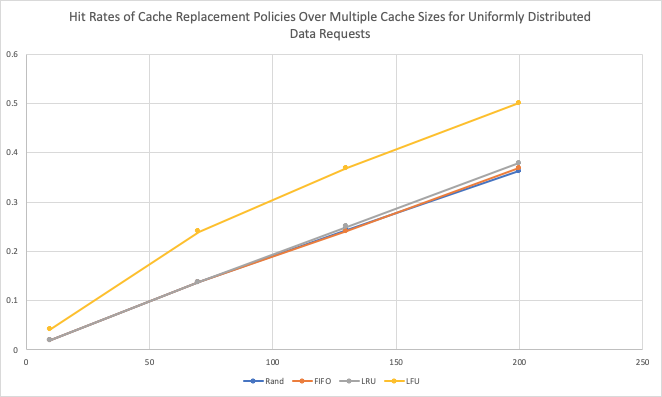 Hit Rates of Cache Replacement Policies Over Multiple Cache Sizes for Uniformly Distributed
Data Requests
0.6
0.5
0.4
0.3
0.2
0.1
0
0 50 100 150 200 250
Rand FIFO LRU LFU